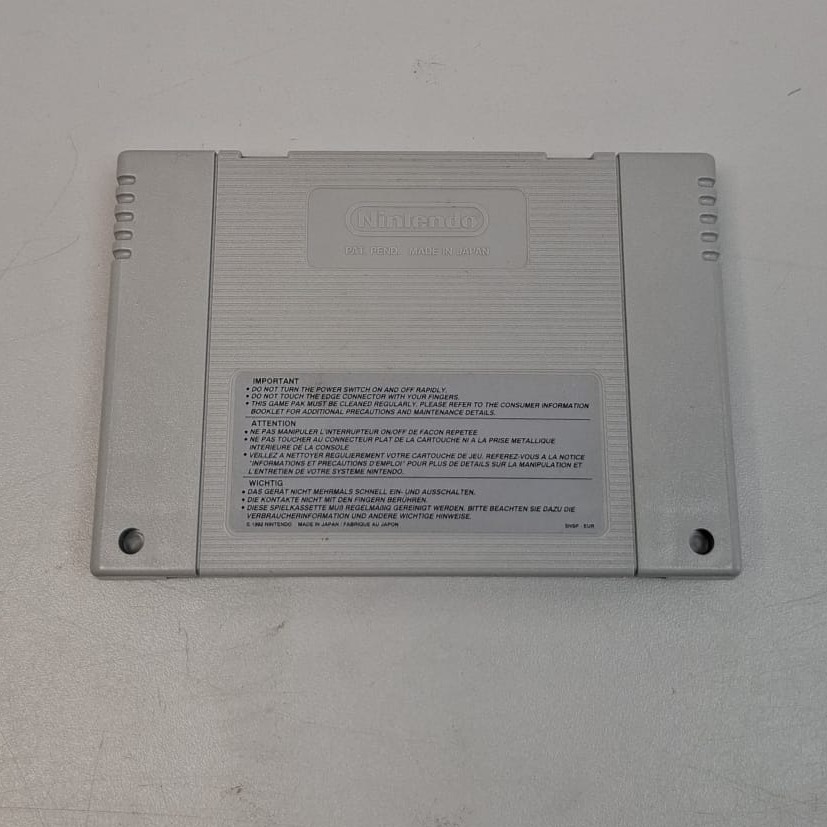 Nintendo
PAT. PEND. MADE IN JAPAN
IMPORTANT
• DO NOT TURN THE POWER SWITCH ON AND OFF RAPIDLY.
• DO NOT TOUCH THE EDGE CONNECTOR WITH YOUR FINGERS.
• THIS GAME PAK MUST BE CLEANED REGULARLY. PLEASE REFER TO THE CONSUMER INFORMATION
BOOKLET FOR ADDITIONAL PRECAUTIONS AND MAINTENANCE DETAILS.
ATTENTION
• NE PAS MANIPULER L'INTERRUPTEUR ON/OFF DE FACON REPETEE
• NE PAS TOUCHER AU CONNECTEUR PLAT DE LA CARTOUCHE NI A LA PRISE METALLIQUE
INTERIEURE DE LA CONSOLE
• VEILLEZ A NETTOYER REGULIEREMENT VOTRE CARTOUCHE DE JEU. REFEREZ-VOUS A LA NOTICE
"INFORMATIONS ET PRECAUTIONS D'EMPLOI" POUR PLUS DE DETAILS SUR LA MANIPULATION ET
L'ENTRETIEN DE VOTRE SYSTEME NINTENDO.
WICHTIG
• DAS GERÄT NICHT MEHRMALS SCHNELL EIN- UND AUSSCHALTEN.
• DIE KONTAKTE NICHT MIT DEN FINGERN BERÜHREN.
• DIESE SPIELKASSETTE MUß REGELMÄßIG GEREINIGT WERDEN. BITTE BEACHTEN SIE DAZU DIE
VERBRAUCHERINFORMATION UND ANDERE WICHTIGE HINWEISE.
© 1992 NINTENDO MADE IN JAPAN / FABRIQUE AU JAPON SNSP - EUR